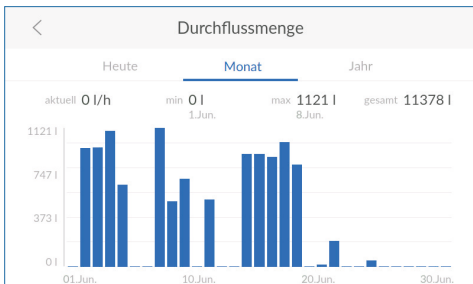 Durchflussmenge
Heute Monat Jahr
aktuell 0 l/h min 0 l max 1121 l gesamt 11378 l
1.Jun. 8.Jun.
1121 l
747 l
373 l
0 l
01.Jun. 10.Jun. 20.Jun. 30.Jun.